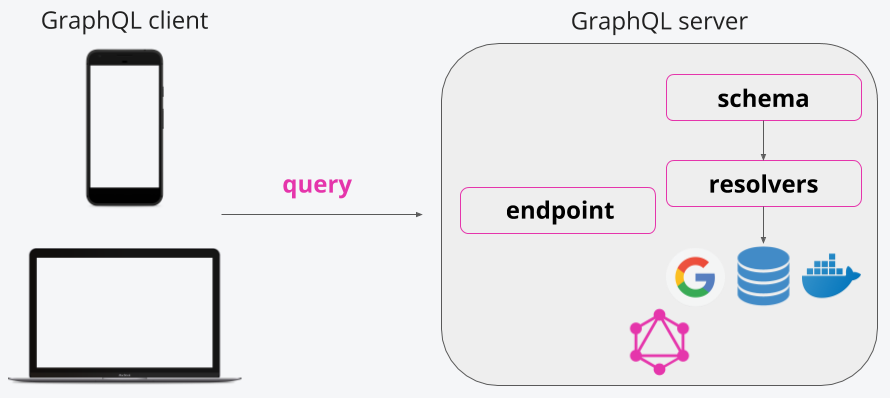 GraphQL client
GraphQL server
schema
query
resolvers
endpoint